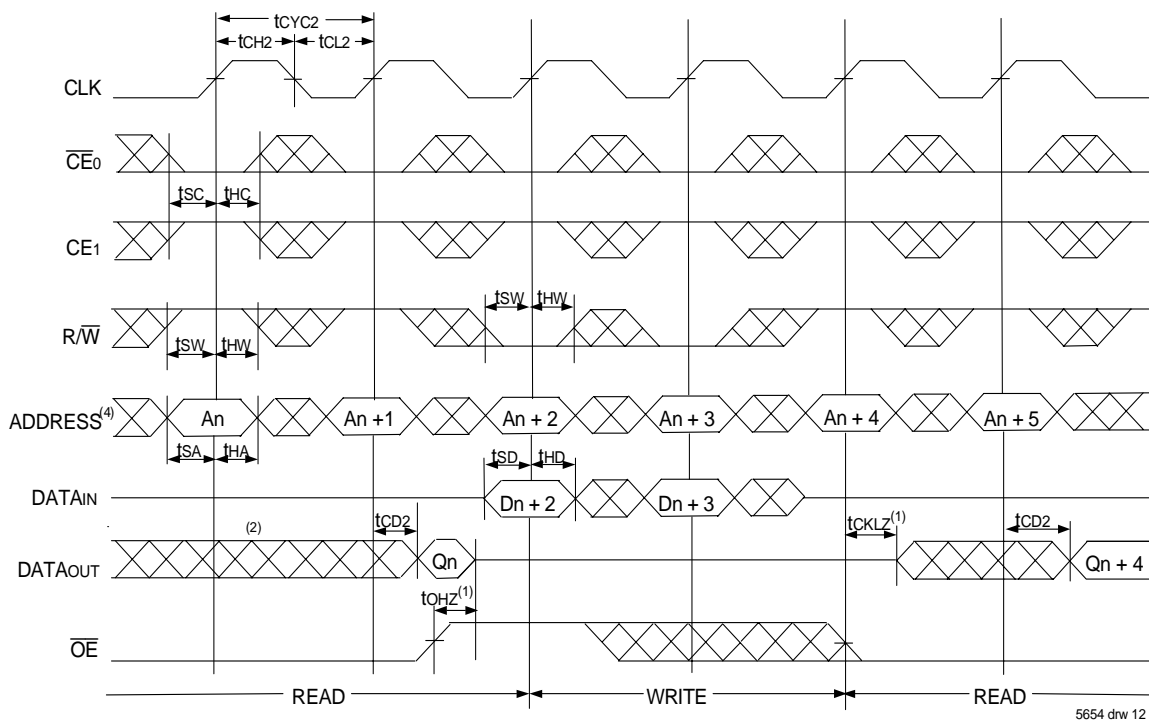 tCYC2
tCH2 tCL2
CLK
CE0
tSC tHC
CE1
tSW tHW
R/W
tSW tHW
ADDRESS(4) An An +1 An + 2 An + 3 An + 4 An + 5
tSA tHA
tSD tHD
DATAIN Dn + 2 Dn + 3
(2) tCD2 tCKLZ(1) tCD2
DATAOUT Qn Qn + 4
tOHZ(1)
OE
READ WRITE READ
5654 drw 12